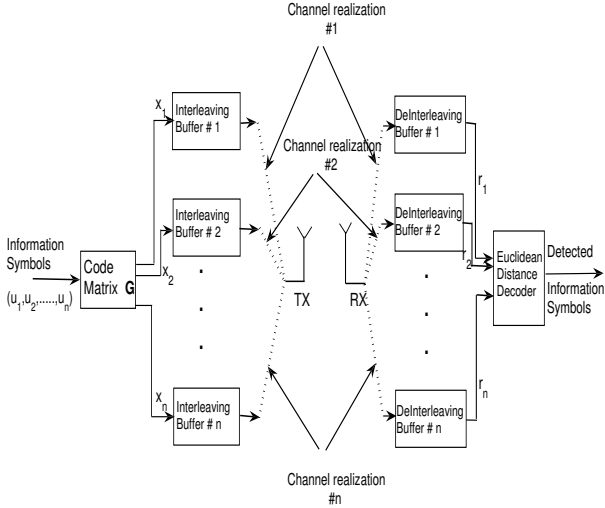 Channel realization
#1
x1
Interleaving
Buffer # 1
DeInterleaving
Buffer # 1
Channel realization
#2
r1
Interleaving
Buffer # 2
DeInterleaving
Buffer # 2
Information
Symbols
(u1,u2,.....,un)
Code
Matrix G
x2
r2
Euclidean
Distance
Decoder
Detected
Information
Symbols
TX
RX
xn
Interleaving
Buffer # n
DeInterleaving
Buffer # n
rn
Channel realization
#n